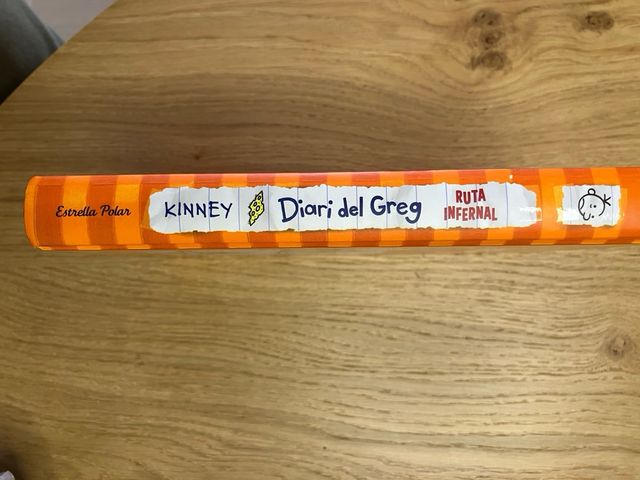 Estrella Polar
KINNEY
Diari del Greg
RUTA
INFERNAL